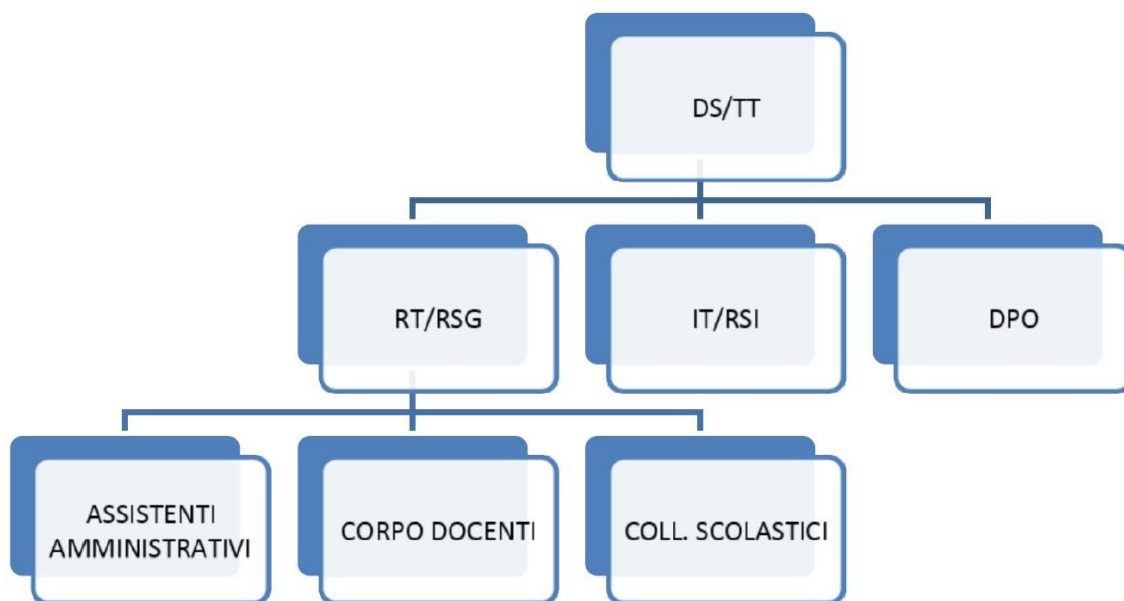 DS/TT
RT/RSG
IT/RSI
DPO
ASSISTENTI
AMMINISTRATIVI
CORPO DOCENTI
COLL. SCOLASTICI